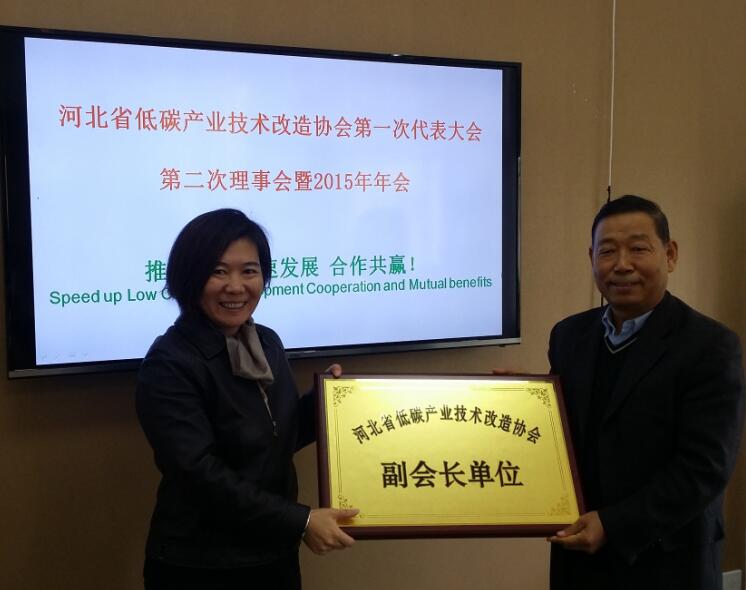 河北省低碳产业技术改造协会第一次代表大会
第二次理事会暨2015年年会
推 速发展 合作共赢！
Speed up Low C pment Cooperation and Mutual benefits
河北省低碳产业技术改造协会
副会长单位